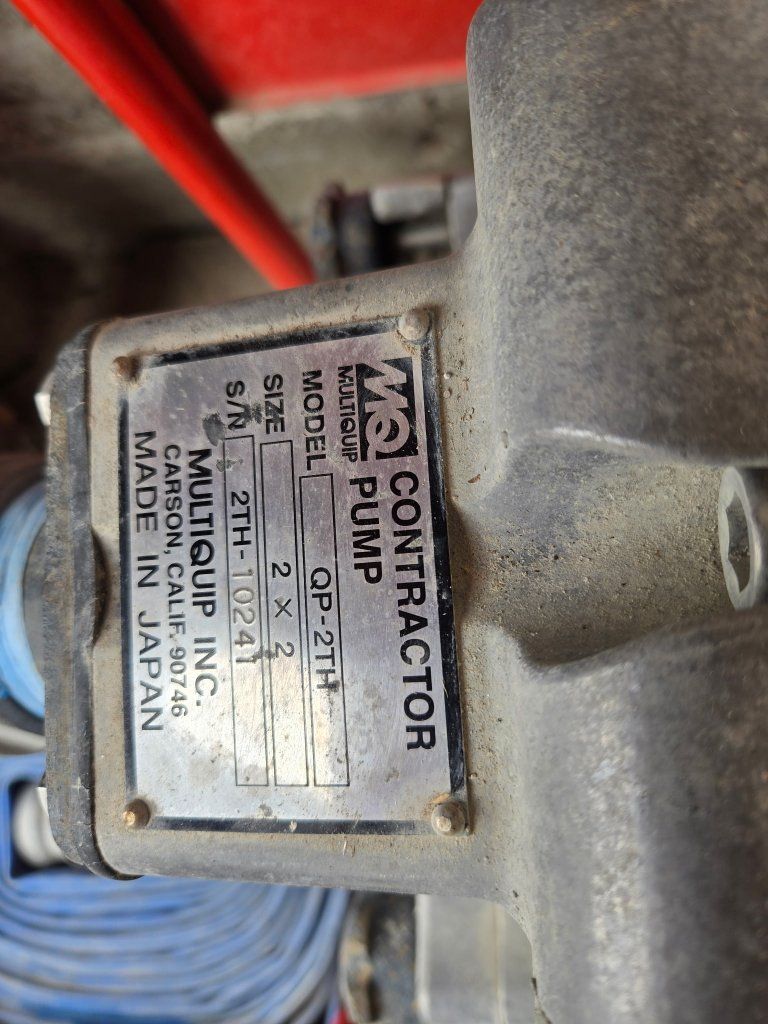 MQ CONTRACTOR
MULTIQUIP PUMP
MODEL QP-2TH
SIZE 2 × 2
S/N 2TH-10241
MULTIQUIP INC.
CARSON, CALIF. 90746
MADE IN JAPAN